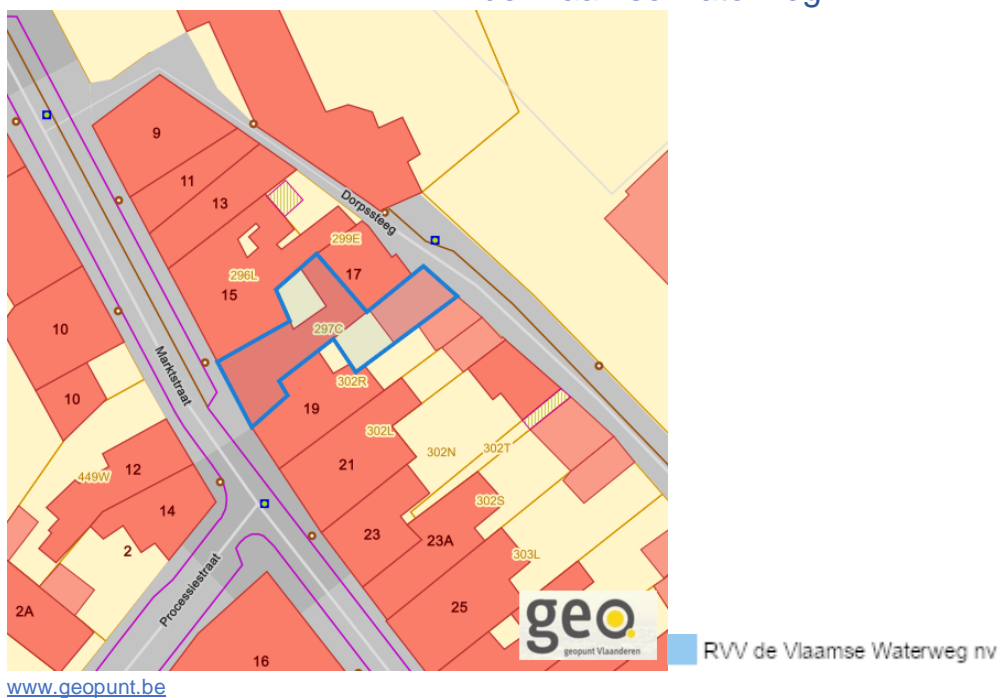 9
11
13
Dorpssteeg
299E
17
296L
15
297C
10
Marktstraat
302R
10
19
302L
21
302N
302T
449W
12
302S
14
23
23A
2
303L
Processiestraat
2A
25
16
geo
geopunt Vlaanderen
RVV de Vlaamse Waterweg nv
www.geopunt.be